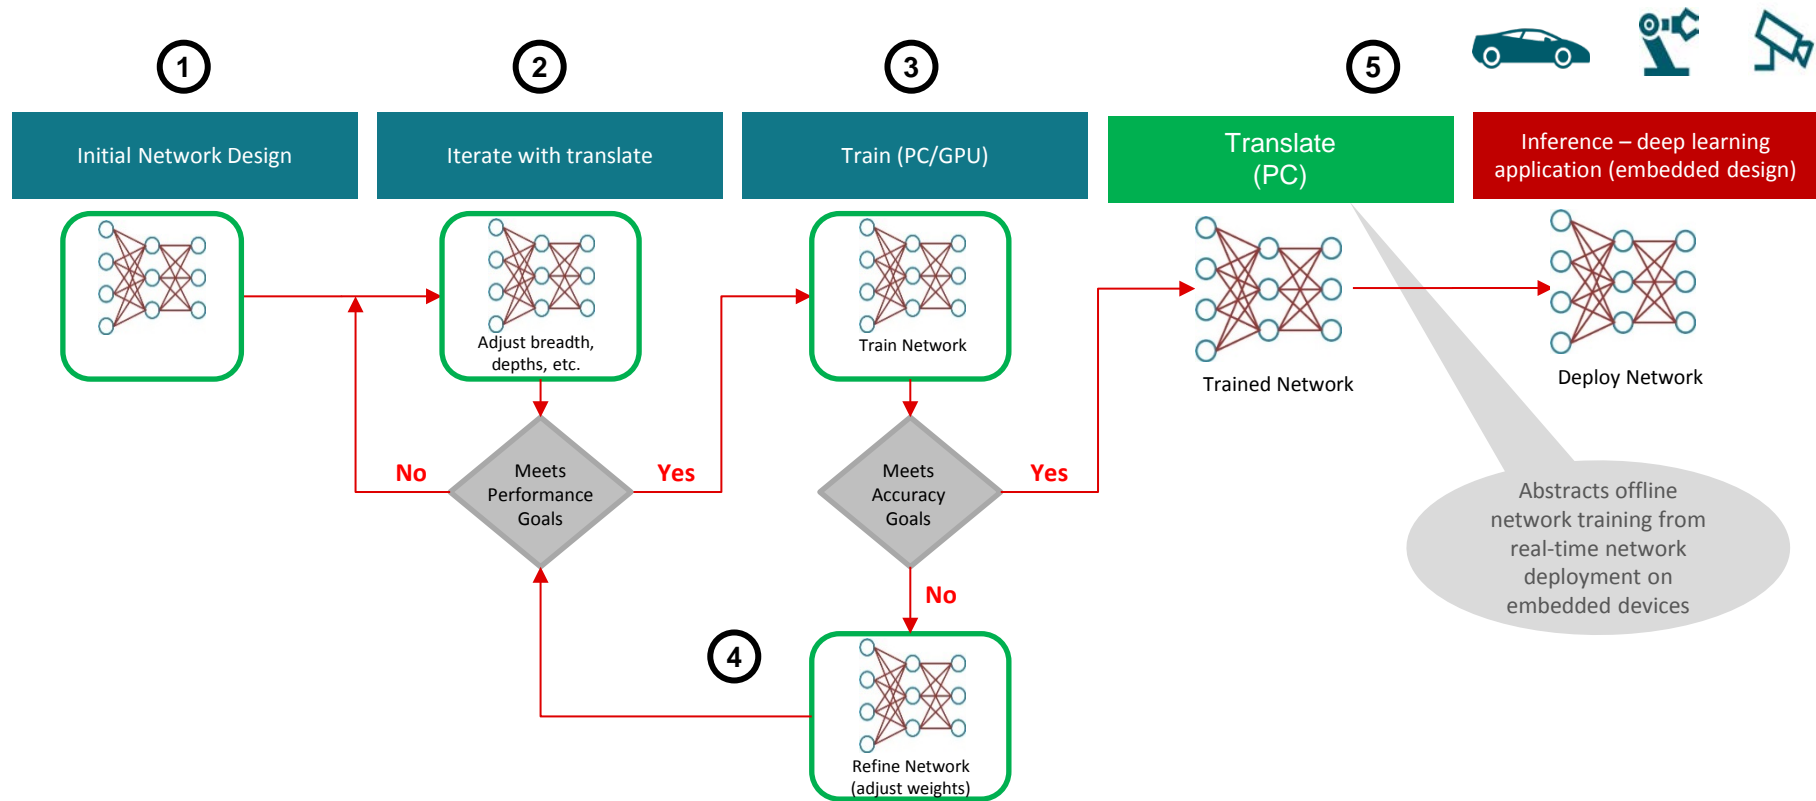 1
2
3
5
Initial Network Design
Iterate with translate
Train (PC/GPU)
Translate
(PC)
Inference – deep learning
application (embedded design)
Adjust breadth,
depths, etc.
Train Network
Trained Network
Deploy Network
Meets
Performance
Goals
No
Yes
Meets
Accuracy
Goals
Yes
No
Abstracts offline
network training from
real-time network
deployment on
embedded devices
4
Refine Network
(adjust weights)